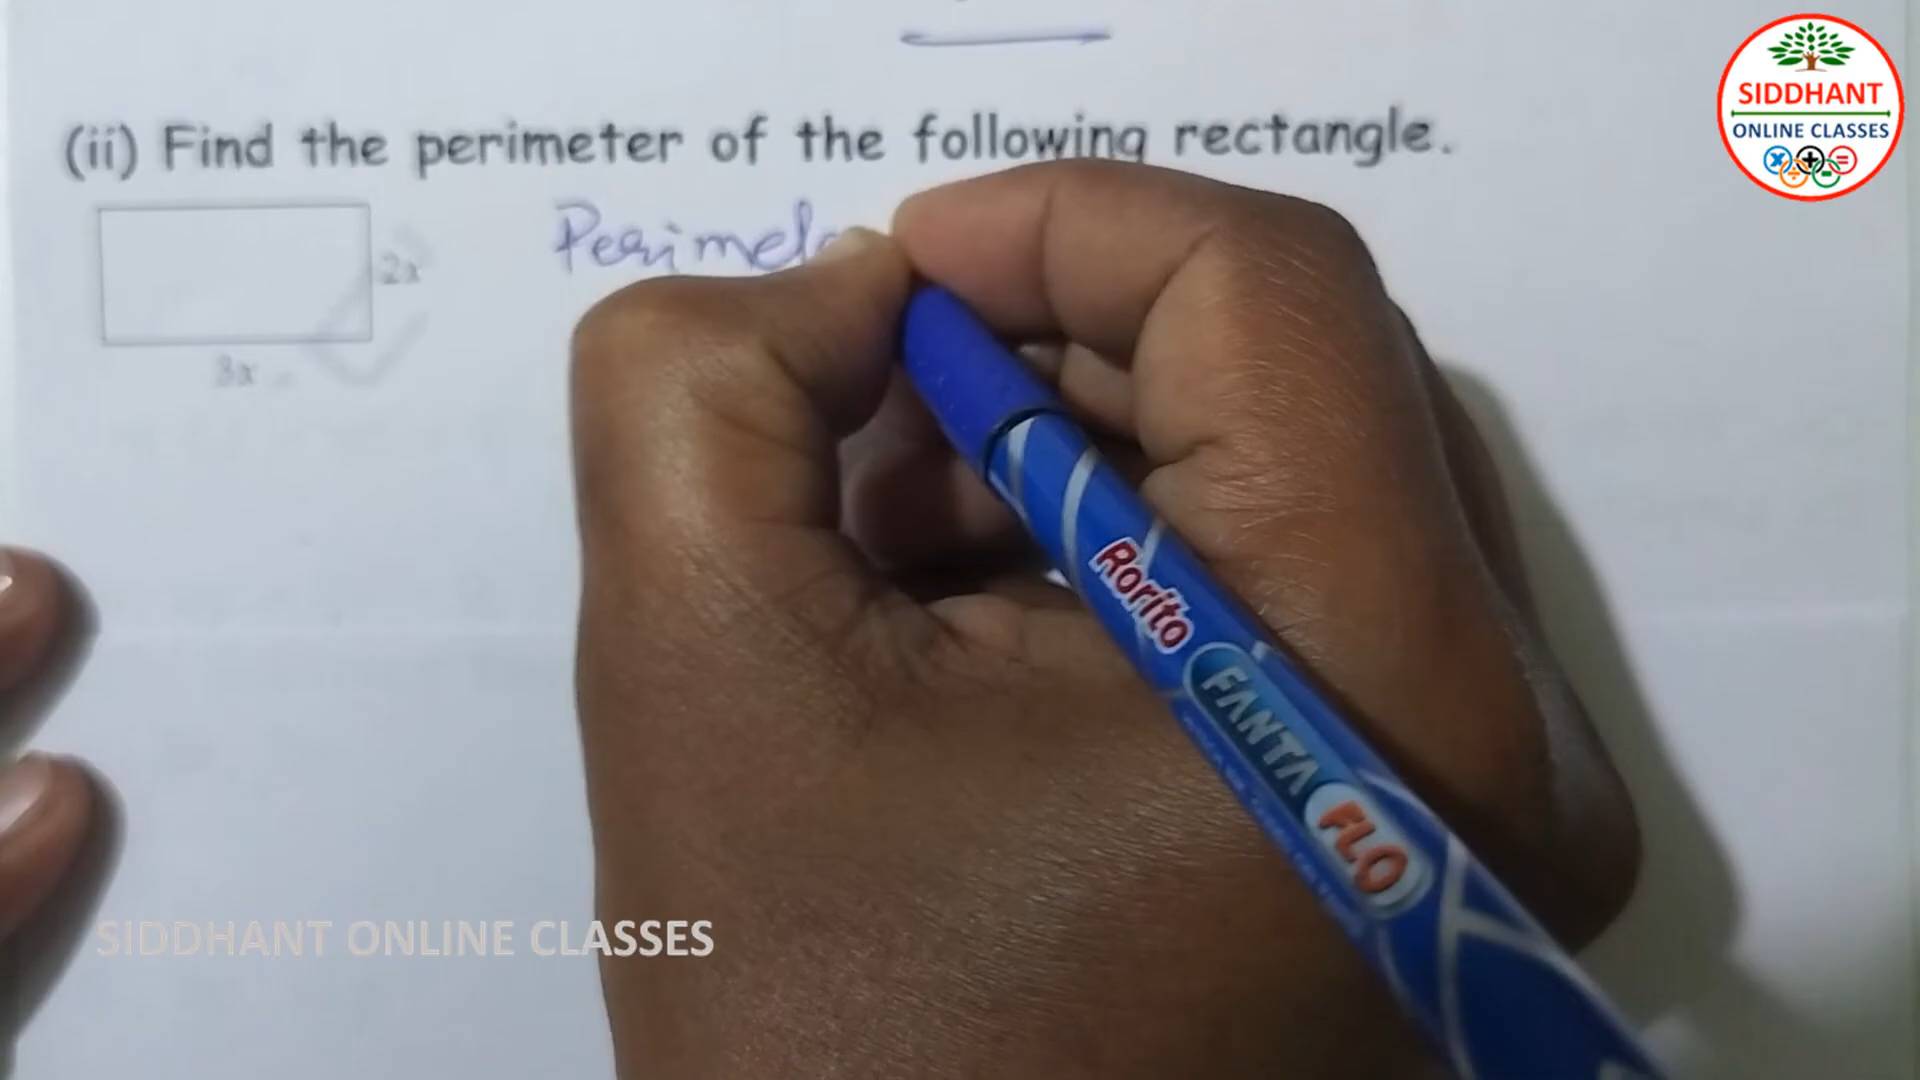 (ii) Find the perimeter of the following rectangle.
2x
3x
Perimet
SIDDHANT
ONLINE CLASSES
Rorito
FANTA
FLO
SIDDHANT ONLINE CLASSES